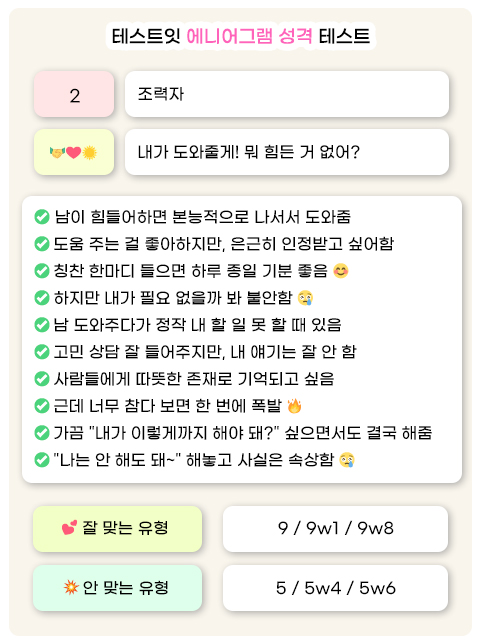 테스트잇 에니어그램 성격 테스트
2
조력자
🤝❤️🌟 내가 도와줄게! 뭐 힘든 거 없어?
✅ 남이 힘들어하면 본능적으로 나서서 도와줌
✅ 도움 주는 걸 좋아하지만, 은근히 인정받고 싶어함
✅ 칭찬 한마디 들으면 하루 종일 기분 좋음 😊
✅ 하지만 내가 필요 없을까 봐 불안함 😢
✅ 남 도와주다가 정작 내 할 일 못 할 때 있음
✅ 고민 상담 잘 들어주지만, 내 얘기는 잘 안 함
✅ 사람들에게 따뜻한 존재로 기억되고 싶음
✅ 근데 너무 참다 보면 한 번에 폭발 🔥
✅ 가끔 "내가 이렇게까지 해야 돼?" 싶으면서도 결국 해줌
✅ "나는 안 해도 돼~" 해놓고 사실은 속상함 😢
💕 잘 맞는 유형
9 / 9w1 / 9w8
💥 안 맞는 유형
5 / 5w4 / 5w6